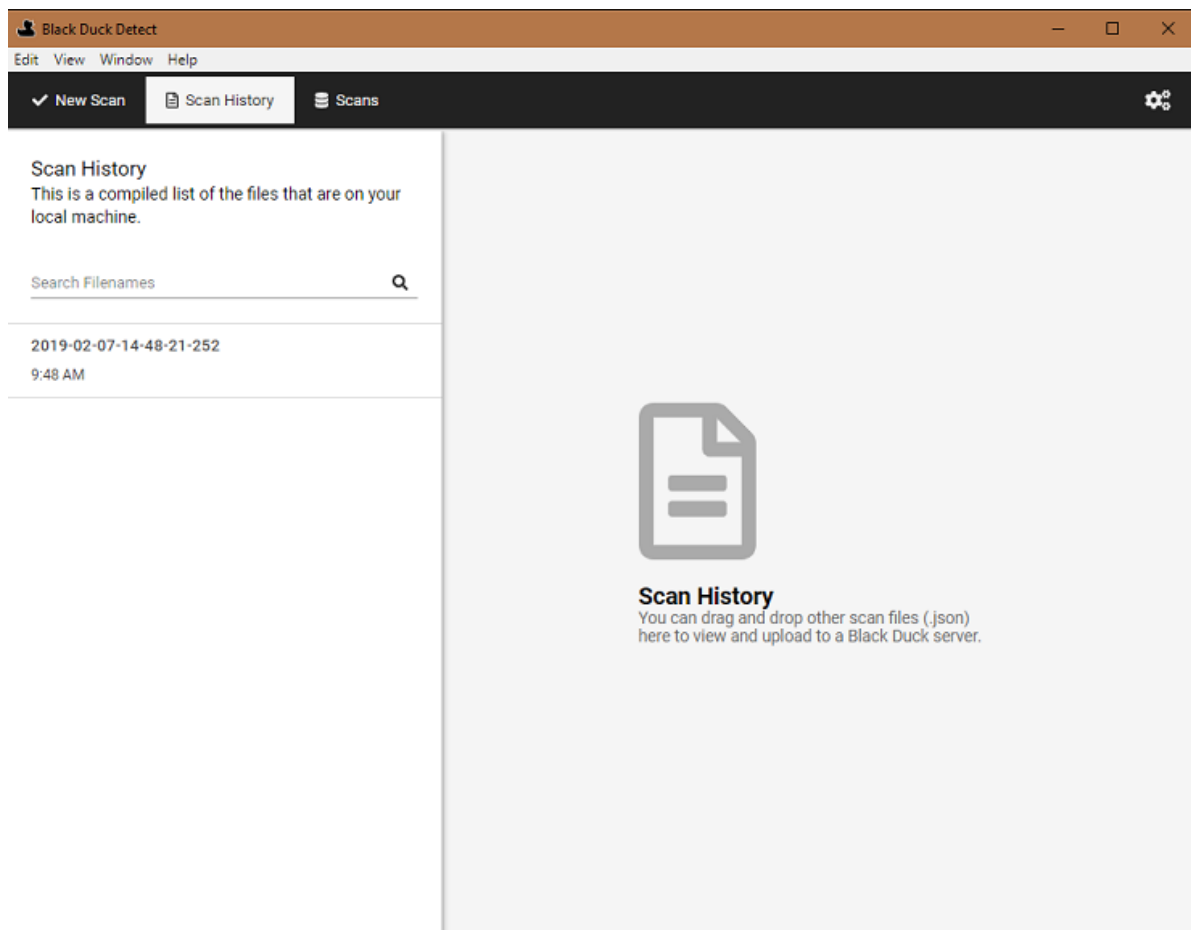 Black Duck Detect
Edit View Window Help
New Scan Scan History Scans
Scan History
This is a compiled list of the files that are on your
local machine.
Search Filenames
2019-02-07-14-48-21-252
9:48 AM
Scan History
You can drag and drop other scan files (.json)
here to view and upload to a Black Duck server.